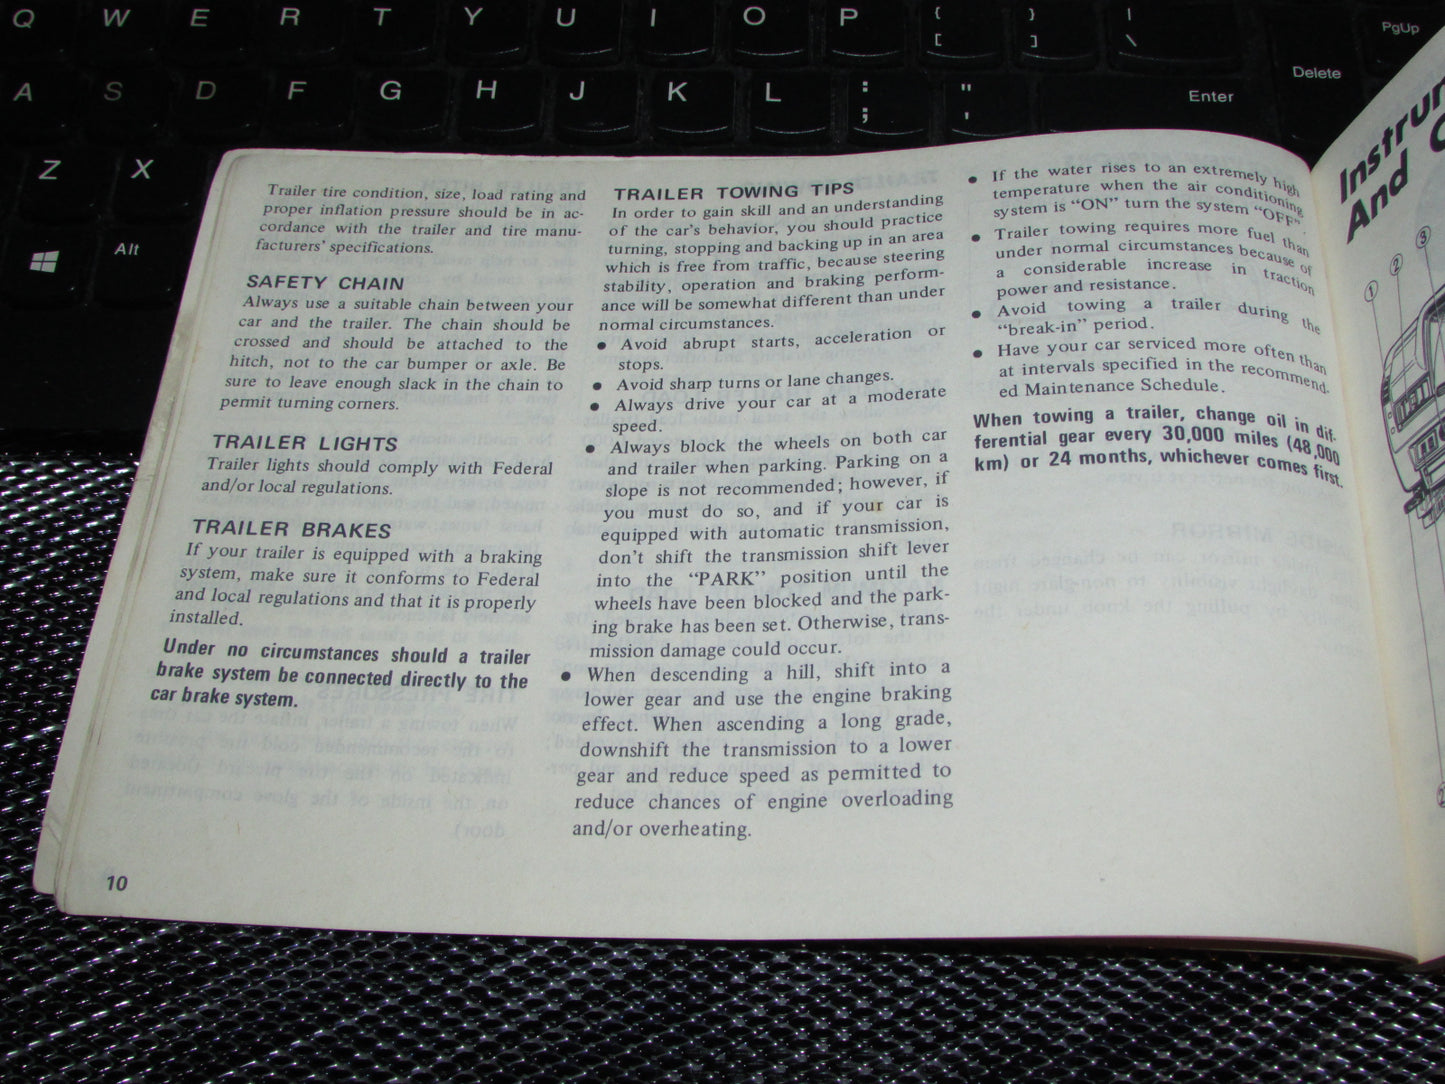 Q W E R T Y U I O P { [ } ] | \ PgUp
A S D F G H J K L : ; " ' Enter Delete
Z X
Alt
Trailer tire condition, size, load rating and
proper inflation pressure should be in ac-
cordance with the trailer and tire manu-
facturers' specifications.
SAFETY CHAIN
Always use a suitable chain between your
car and the trailer. The chain should be
crossed and should be attached to the
hitch, not to the car bumper or axle. Be
sure to leave enough slack in the chain to
permit turning corners.
TRAILER LIGHTS
Trailer lights should comply with Federal
and/or local regulations.
TRAILER BRAKES
If your trailer is equipped with a braking
system, make sure it conforms to Federal
and local regulations and that it is properly
installed.
Under no circumstances should a trailer
brake system be connected directly to the
car brake system.
10
TRAILER TOWING TIPS
In order to gain skill and an understanding
of the car's behavior, you should practice
turning, stopping and backing up in an area
which is free from traffic, because steering
stability, operation and braking perform-
ance will be somewhat different than under
normal circumstances.
● Avoid abrupt starts, acceleration or
stops.
● Avoid sharp turns or lane changes.
● Always drive your car at a moderate
speed.
● Always block the wheels on both car
and trailer when parking. Parking on a
slope is not recommended; however, if
you must do so, and if your car is
equipped with automatic transmission,
don't shift the transmission shift lever
into the "PARK" position until the
wheels have been blocked and the park-
ing brake has been set. Otherwise, trans-
mission damage could occur.
● When descending a hill, shift into a
lower gear and use the engine braking
effect. When ascending a long grade,
downshift the transmission to a lower
gear and reduce speed as permitted to
reduce chances of engine overloading
and/or overheating.
● If the water rises to an extremely high
temperature when the air conditioning
system is "ON" turn the system "OFF".
● Trailer towing requires more fuel than
under normal circumstances because of
a considerable increase in traction
power and resistance.
● Avoid towing a trailer during the
"break-in" period.
● Have your car serviced more often than
at intervals specified in the recommend-
ed Maintenance Schedule.
When towing a trailer, change oil in dif-
ferential gear every 30,000 miles (48,000
km) or 24 months, whichever comes first.
And
1 2 3